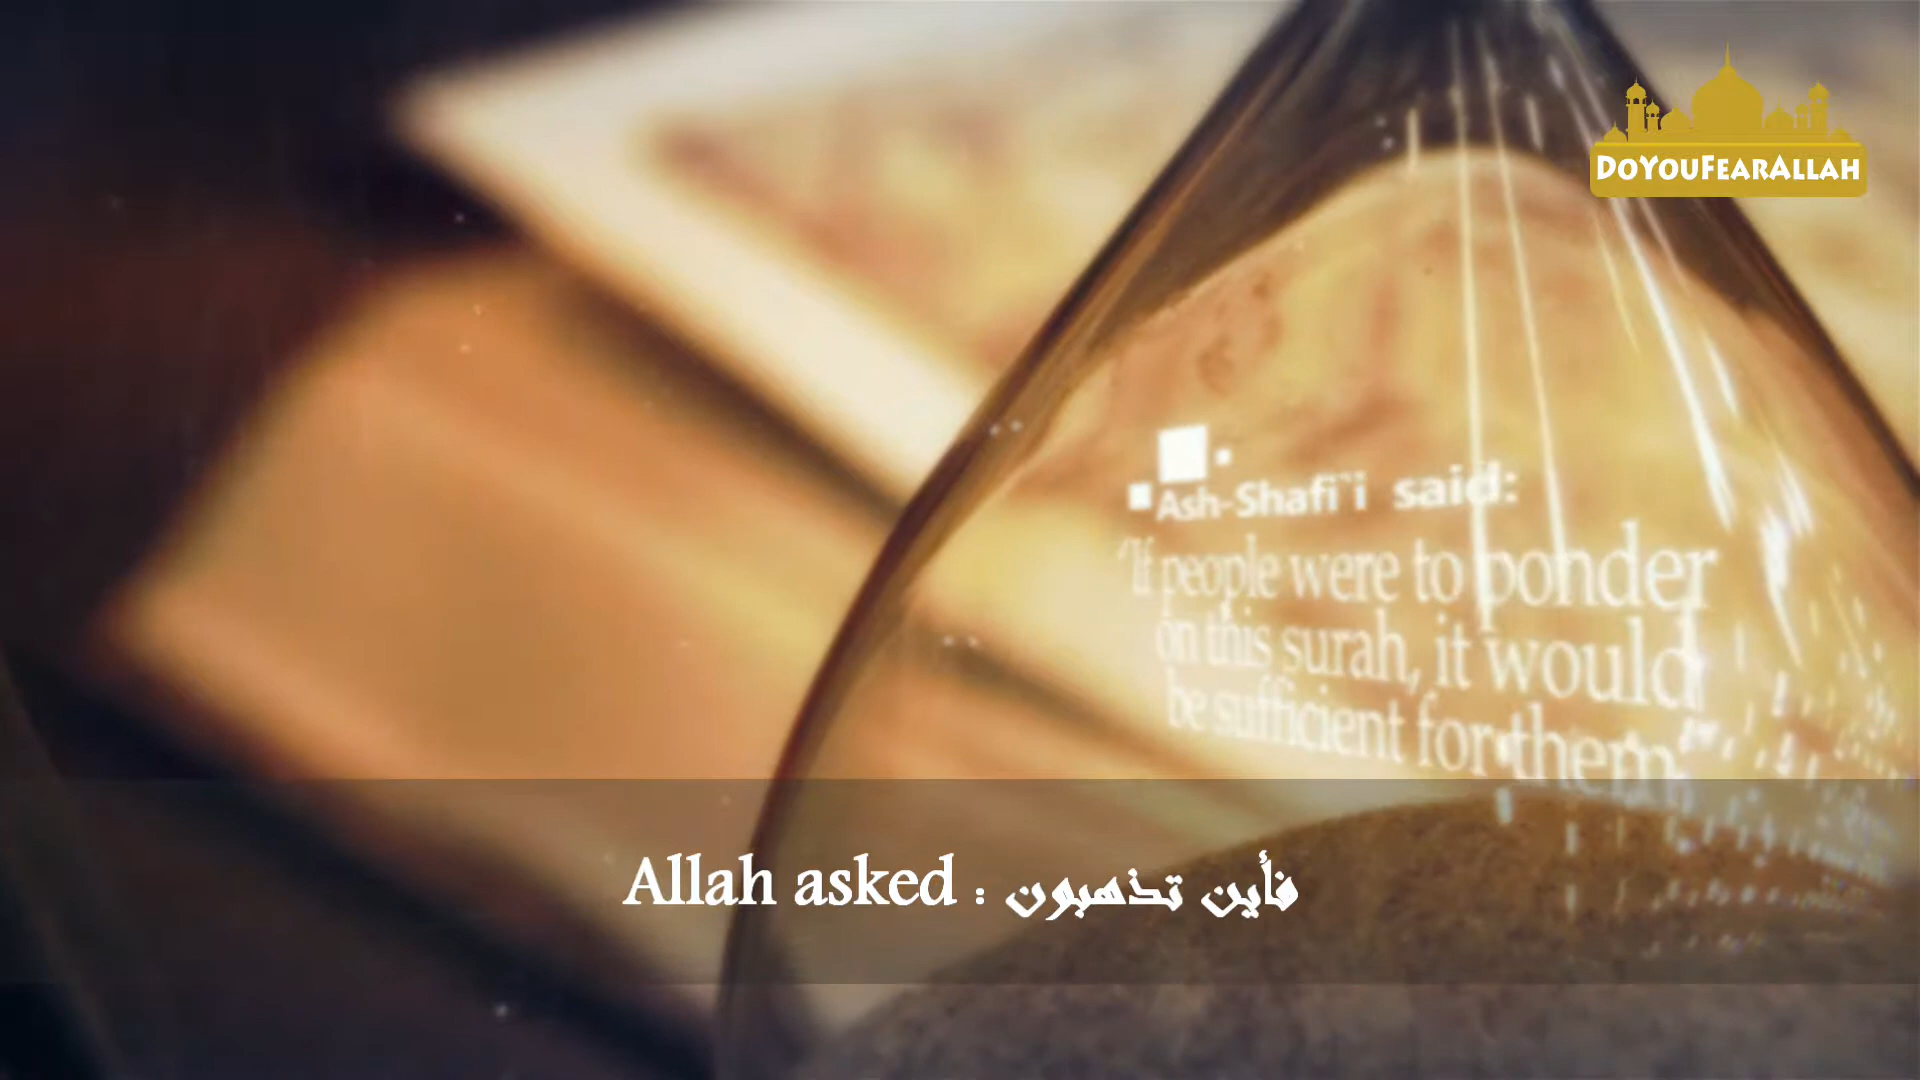 DoYouFearAllah
Ash-Shafi`i said:
"If people were to ponder
on this surah, it would
be sufficient for them"
Allah asked : فأين تذهبون